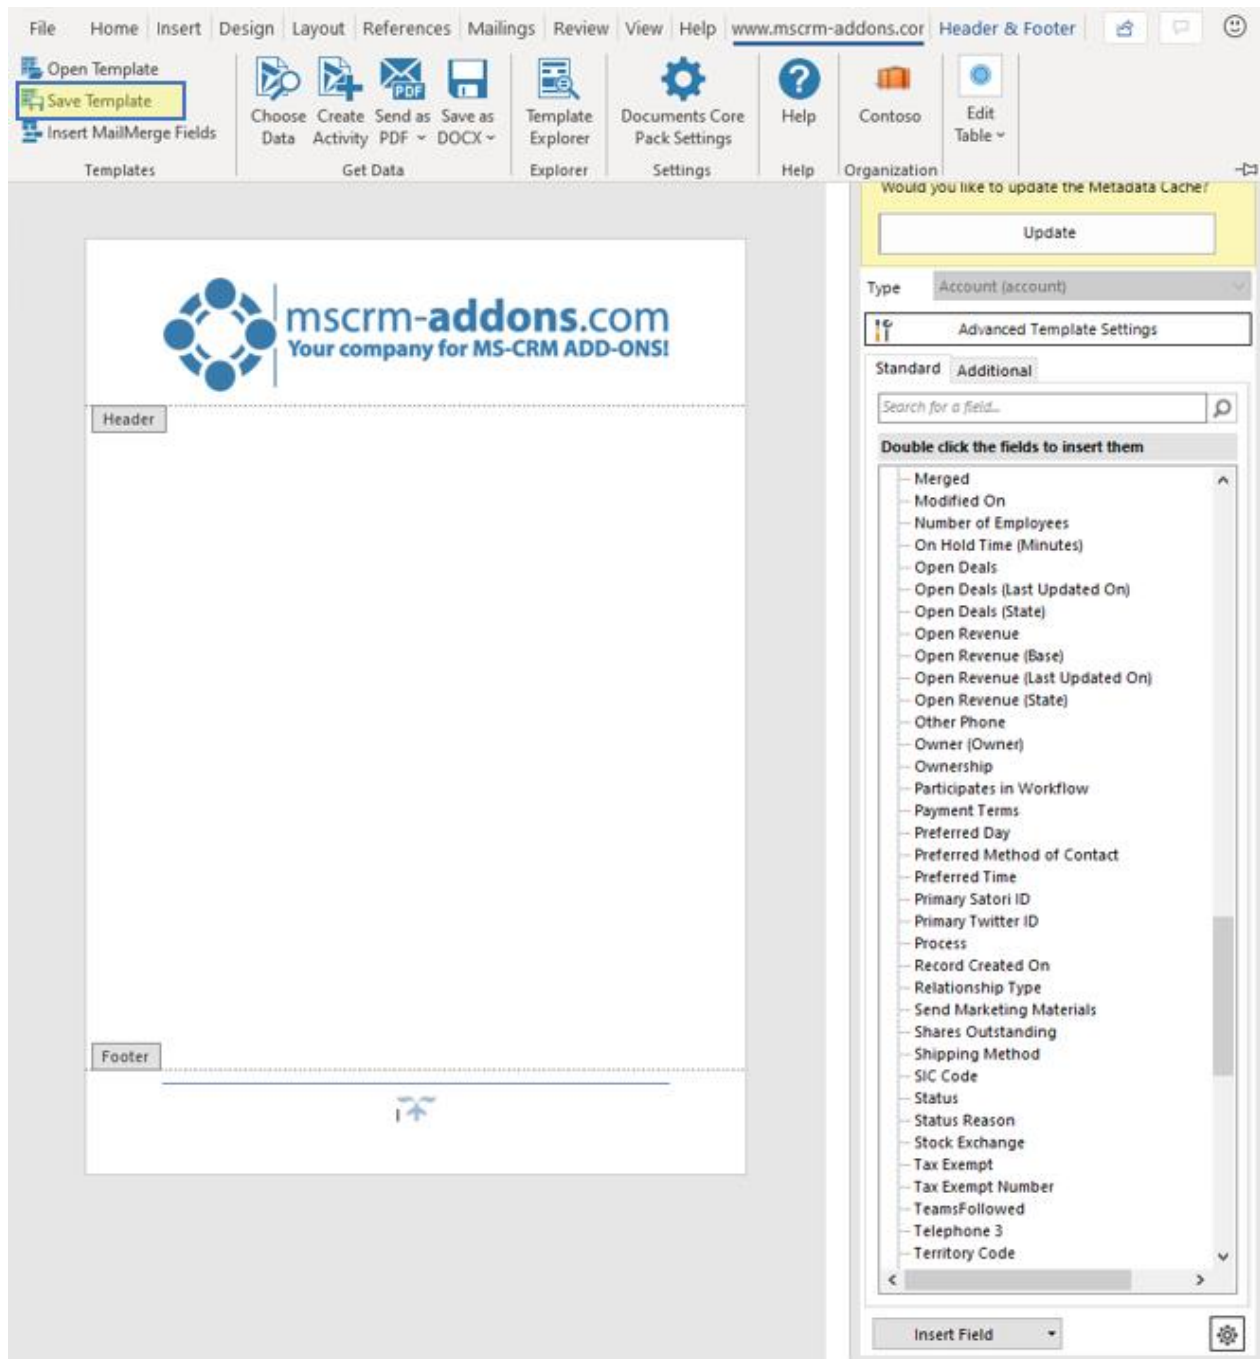 File Home Insert Design Layout References Mailings Review View Help www.mscrm-addons.cor Header & Footer
Open Template
Save Template
Insert MailMerge Fields
Templates
Choose Data
Create Activity
Send as PDF
Save as DOCX
Get Data
Template Explorer
Explorer
Documents Core Pack Settings
Settings
Help
Help
Contoso
Organization
Edit Table
mscrm-addons.com
Your company for MS-CRM ADD-ONS!
Header
Footer
Would you like to update the Metadata Cache?
Update
Type Account (account)
Advanced Template Settings
Standard Additional
Search for a field...
Double click the fields to insert them
Merged
Modified On
Number of Employees
On Hold Time (Minutes)
Open Deals
Open Deals (Last Updated On)
Open Deals (State)
Open Revenue
Open Revenue (Base)
Open Revenue (Last Updated On)
Open Revenue (State)
Other Phone
Owner (Owner)
Ownership
Participates in Workflow
Payment Terms
Preferred Day
Preferred Method of Contact
Preferred Time
Primary Satori ID
Primary Twitter ID
Process
Record Created On
Relationship Type
Send Marketing Materials
Shares Outstanding
Shipping Method
SIC Code
Status
Status Reason
Stock Exchange
Tax Exempt
Tax Exempt Number
TeamsFollowed
Telephone 3
Territory Code
Insert Field